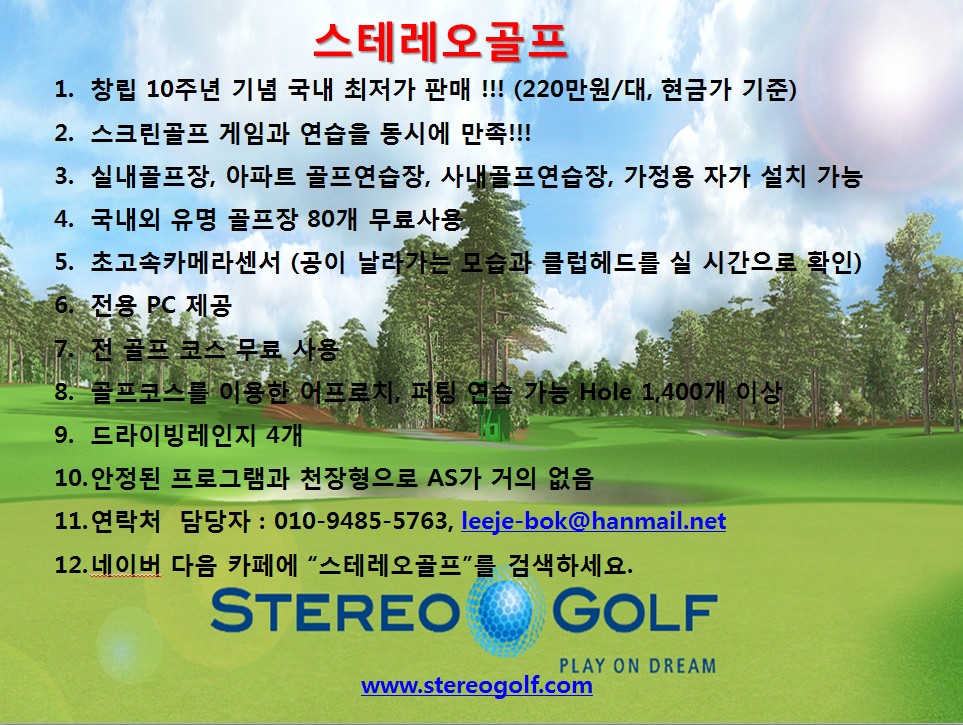 스테레오골프
1. 창립 10주년 기념 국내 최저가 판매 !!! (220만원/대, 현금가 기준)
2. 스크린골프 게임과 연습을 동시에 만족!!!
3. 실내골프장, 아파트 골프연습장, 사내골프연습장, 가정용 자가 설치 가능
4. 국내외 유명 골프장 80개 무료사용
5. 초고속카메라센서 (공이 날라가는 모습과 클럽헤드를 실 시간으로 확인)
6. 전용 PC 제공
7. 전 골프 코스 무료 사용
8. 골프코스를 이용한 어프로치, 퍼팅 연습 가능 Hole 1,400개 이상
9. 드라이빙레인지 4개
10.안정된 프로그램과 천장형으로 AS가 거의 없음
11.연락처 담당자 : 010-9485-5763, leeje-bok@hanmail.net
12.네이버 다음 카페에 “스테레오골프”를 검색하세요.
STEREO GOLF
PLAY ON DREAM
www.stereogolf.com